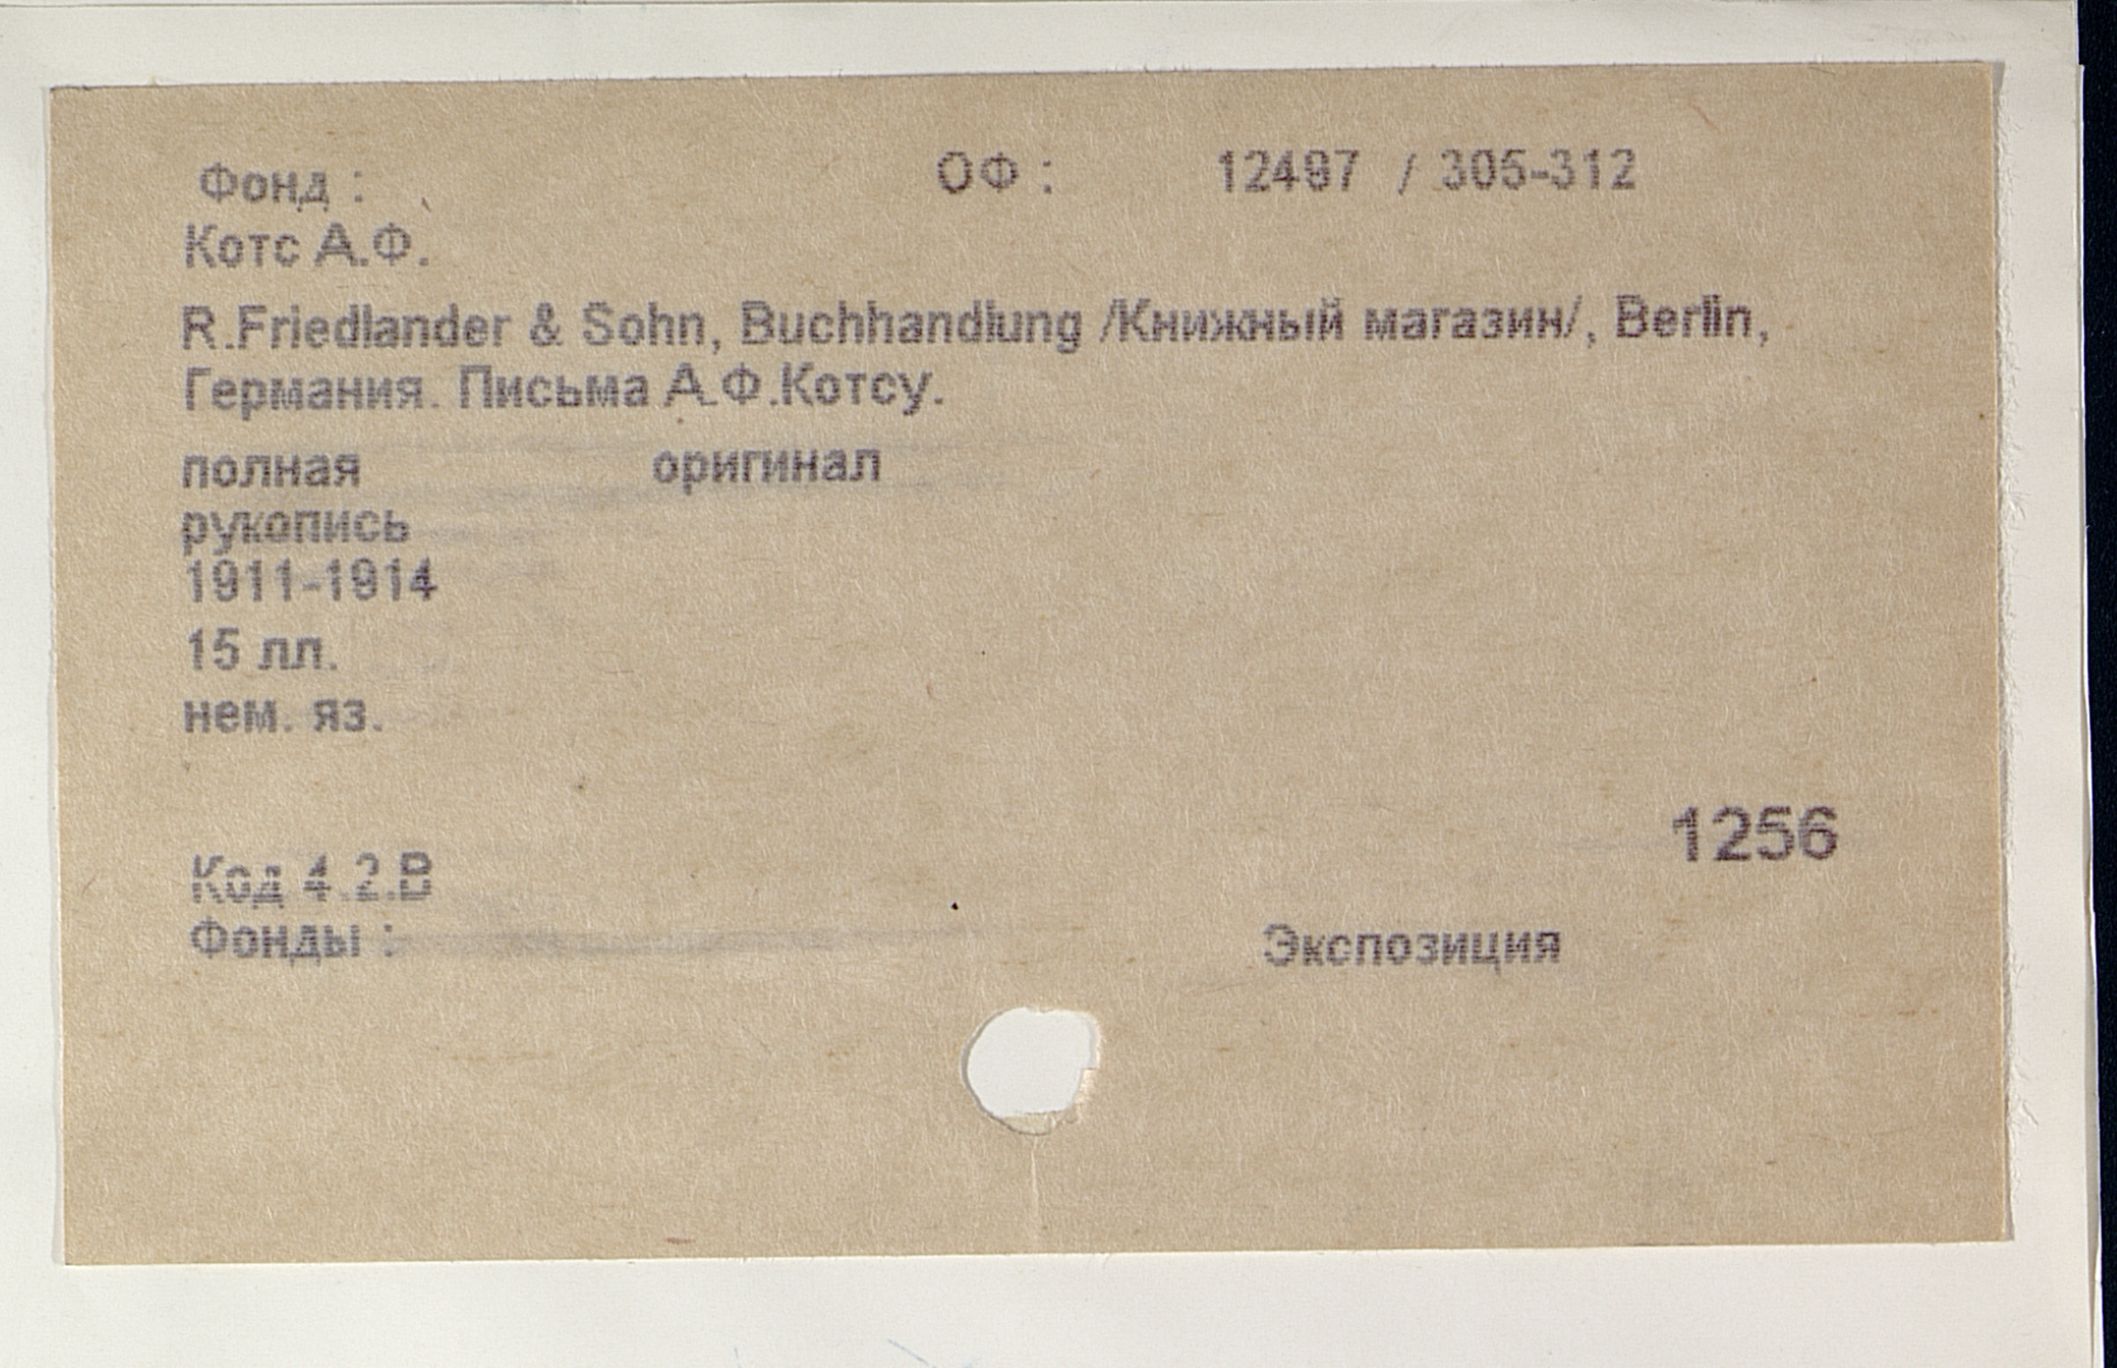 Фонд : ОФ : 12497 / 305-312
Котс А.Ф.
R.Friedlander & Sohn, Buchhandlung /Книжный магазин/, Berlin,
Германия. Письма А.Ф.Котсу.
полная оригинал
рукопись
1911-1914
15 лл.
нем. яз.
1256
Код 4.2.В
Фонды : Экспозиция